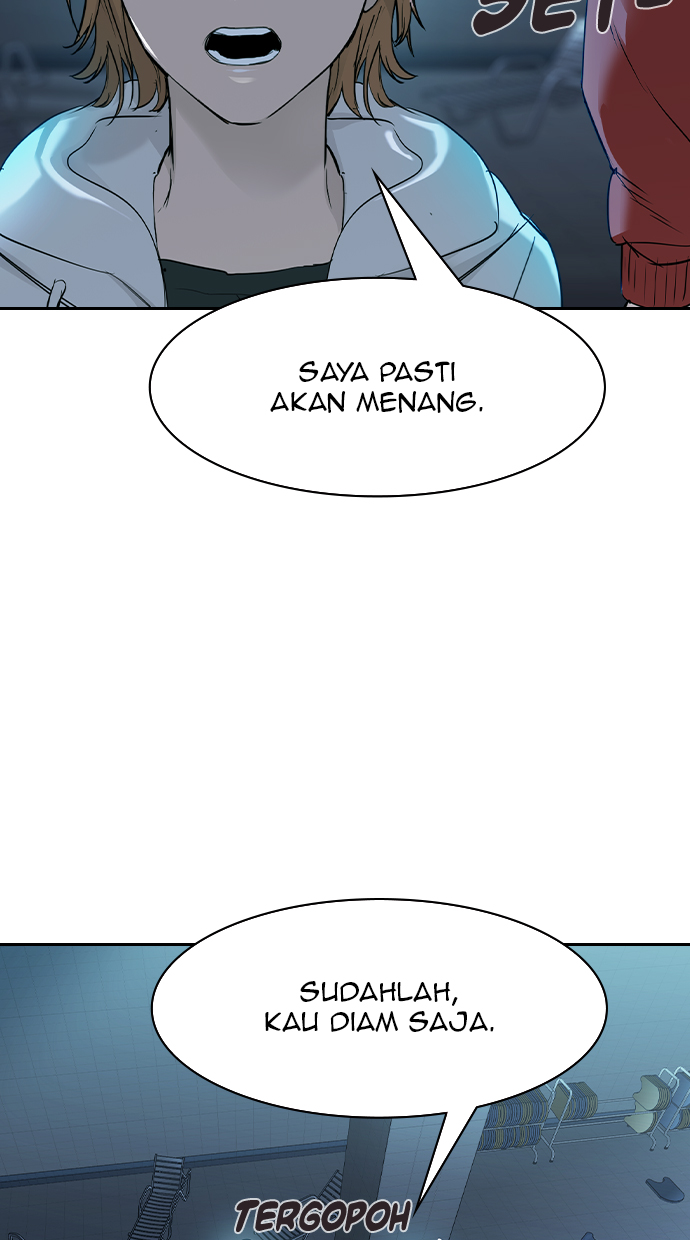 SAYA PASTI
AKAN MENANG.
SUDAHLAH,
KAU DIAM SAJA.
TERGOPOH